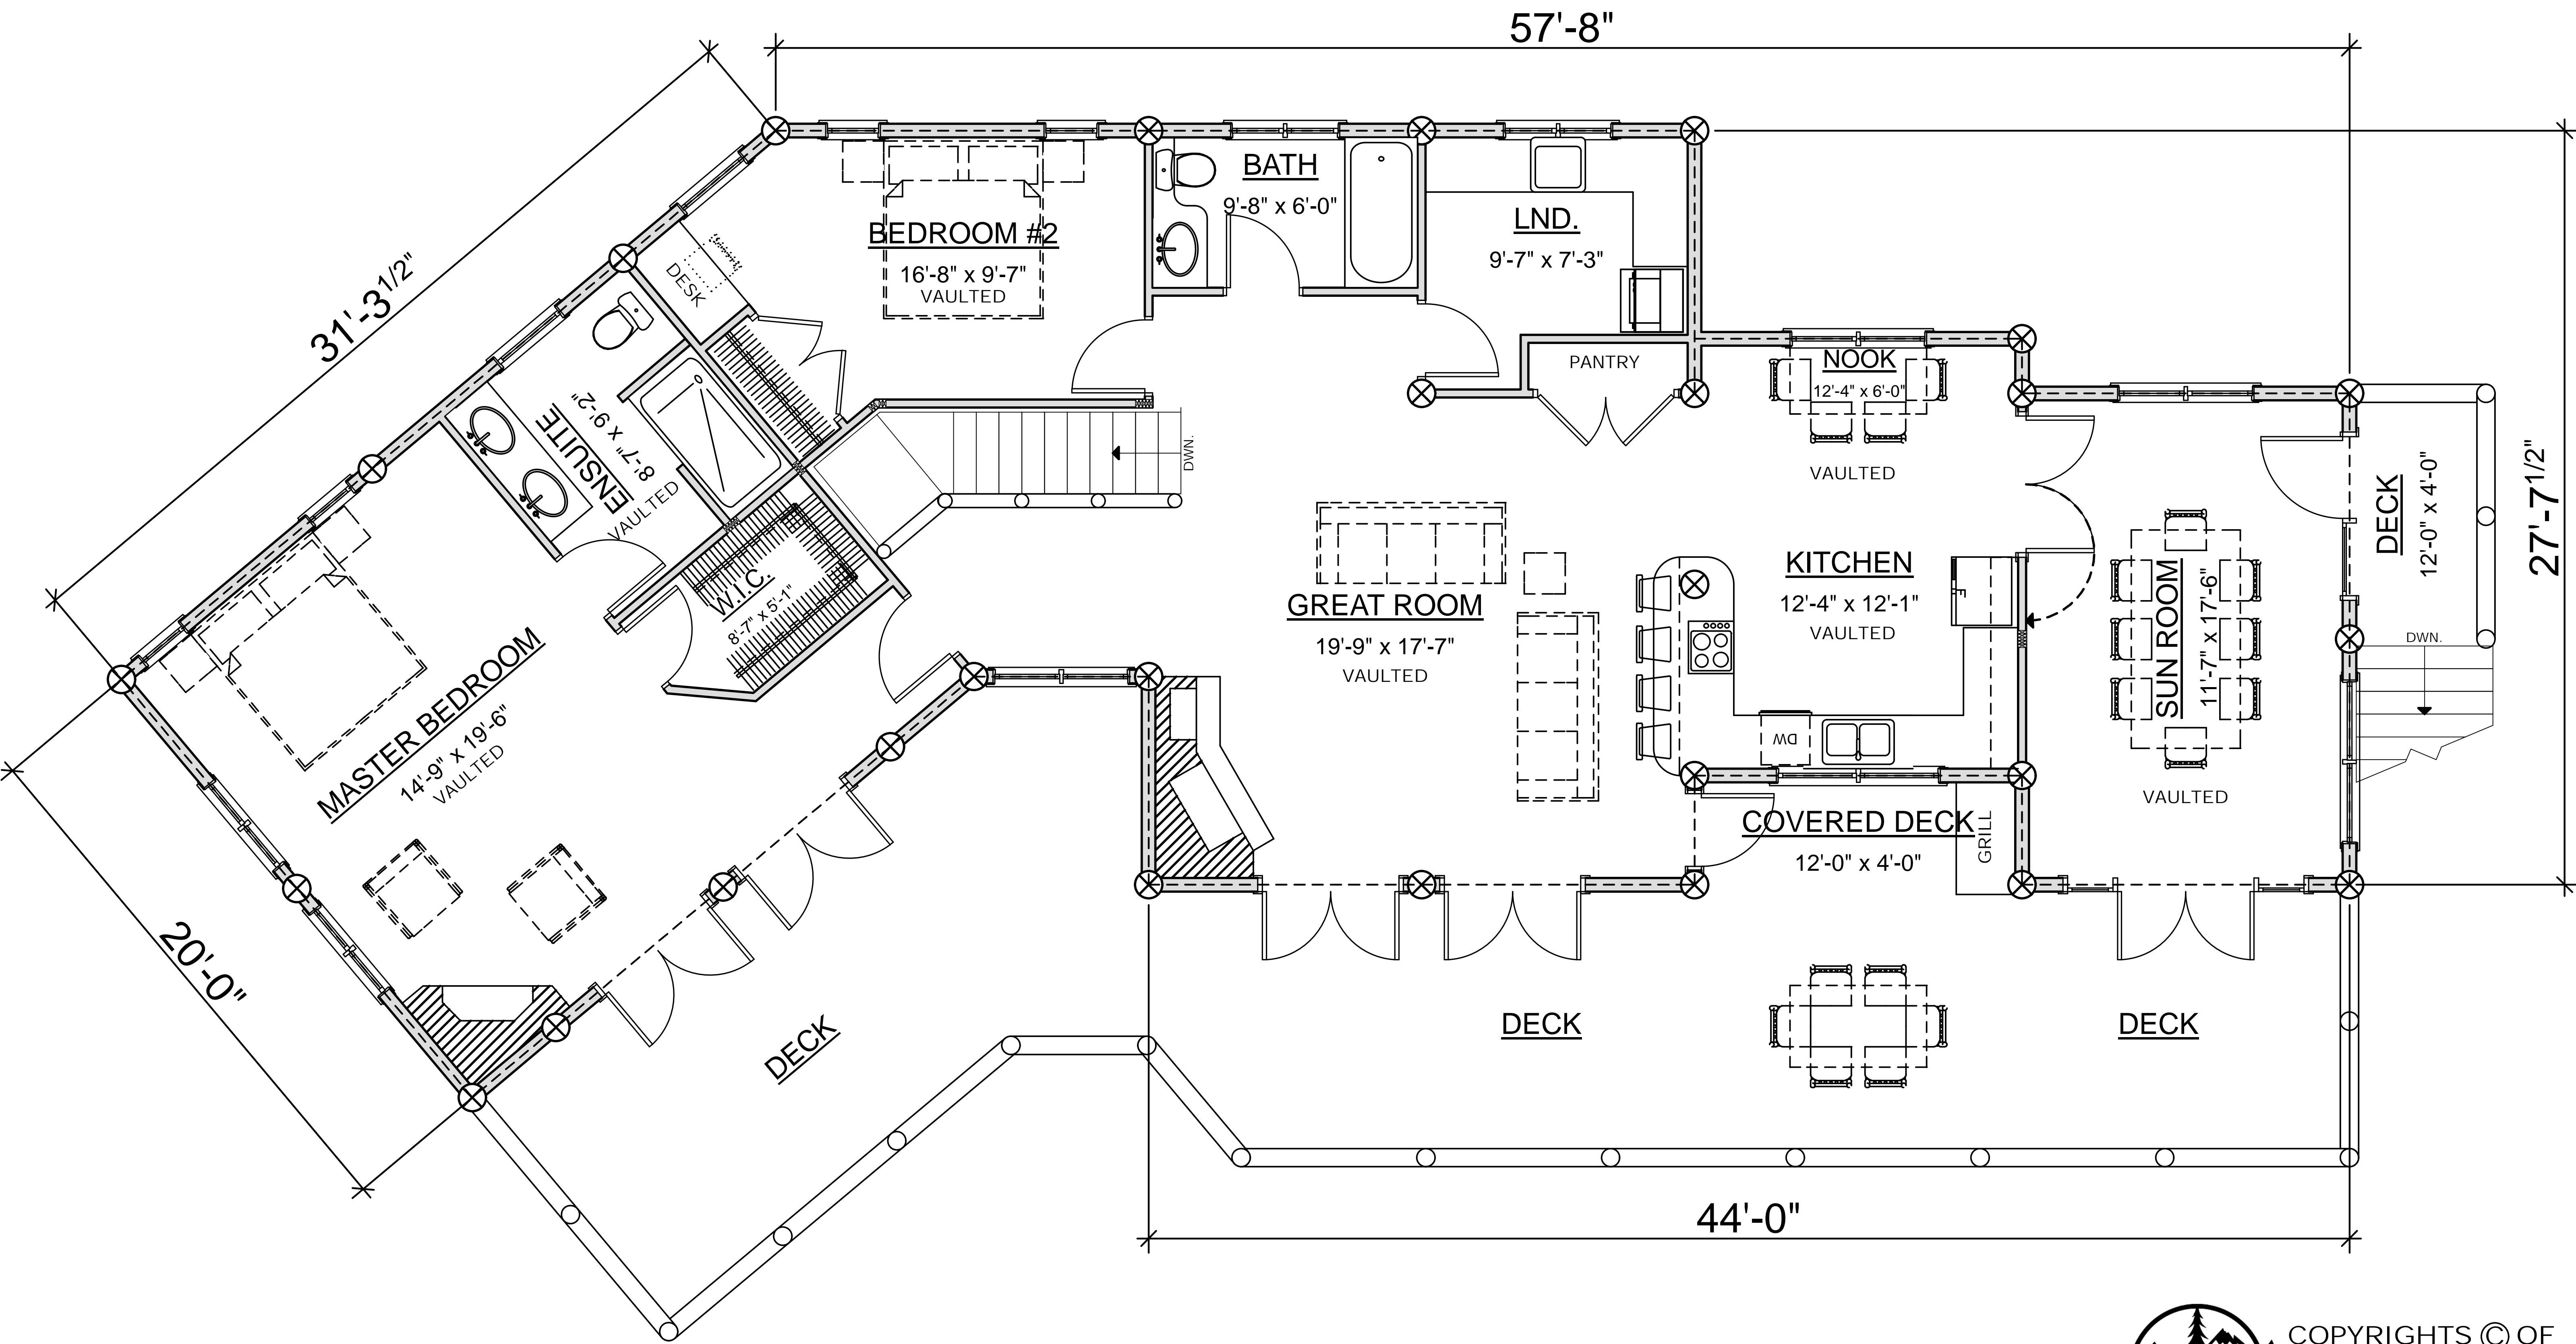 57'-8"
31'-3 1/2"
BEDROOM #2
16'-8" x 9'-7"
VAULTED
DESK
BATH
9'-8" x 6'-0"
LND.
9'-7" x 7'-3"
PANTRY
NOOK
12'-4" x 6'-0"
VAULTED
ENSUITE
8'-7" x 9'-2"
VAULTED
DWN.
W.I.C.
8'-7" x 5'-1"
MASTER BEDROOM
14'-9" x 19'-6"
VAULTED
GREAT ROOM
19'-9" x 17'-7"
VAULTED
KITCHEN
12'-4" x 12'-1"
VAULTED
F
DW
SUN ROOM
11'-7" x 17'-6"
VAULTED
DECK
12'-0" x 4'-0"
DWN.
27'-7 1/2"
COVERED DECK
12'-0" x 4'-0"
GRILL
20'-0"
DECK
DECK
DECK
44'-0"
COPYRIGHTS © OF